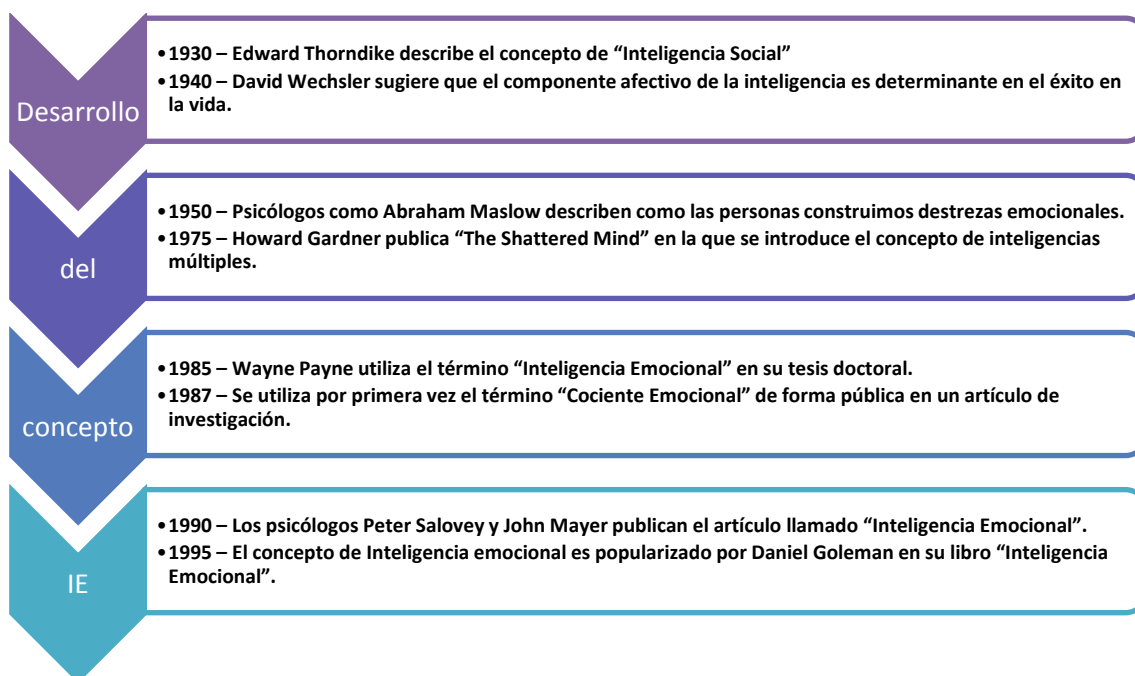 Desarrollo
•1930 – Edward Thorndike describe el concepto de “Inteligencia Social”
•1940 – David Wechsler sugiere que el componente afectivo de la inteligencia es determinante en el éxito en
la vida.
del
•1950 – Psicólogos como Abraham Maslow describen como las personas construimos destrezas emocionales.
•1975 – Howard Gardner publica “The Shattered Mind” en la que se introduce el concepto de inteligencias
múltiples.
concepto
•1985 – Wayne Payne utiliza el término “Inteligencia Emocional” en su tesis doctoral.
•1987 – Se utiliza por primera vez el término “Cociente Emocional” de forma pública en un artículo de
investigación.
IE
•1990 – Los psicólogos Peter Salovey y John Mayer publican el artículo llamado “Inteligencia Emocional”.
•1995 – El concepto de Inteligencia emocional es popularizado por Daniel Goleman en su libro “Inteligencia
Emocional”.